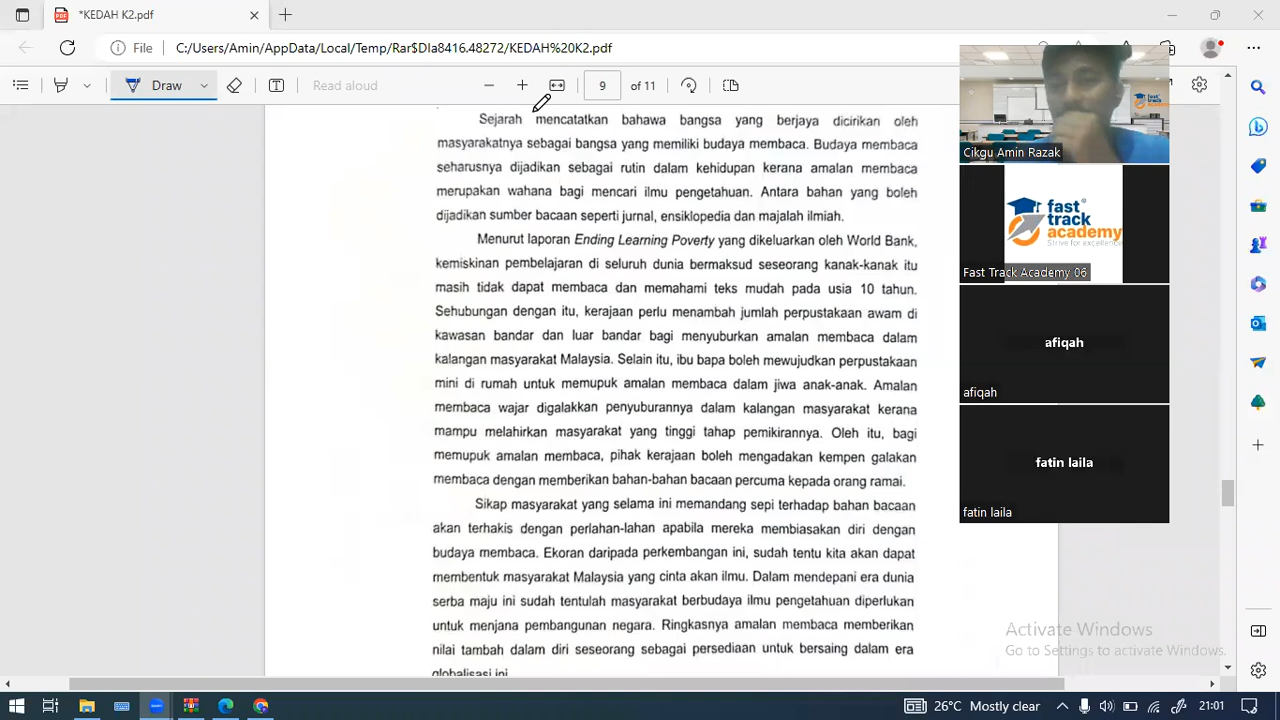 *KEDAH K2.pdf
File C:/Users/Amin/AppData/Local/Temp/Rar$DIa8416.48272/KEDAH%20K2.pdf
Draw Read aloud 9 of 11
Sejarah mencatatkan bahawa bangsa yang berjaya dicirikan oleh
masyarakatnya sebagai bangsa yang memiliki budaya membaca. Budaya membaca
seharusnya dijadikan sebagai rutin dalam kehidupan kerana amalan membaca
merupakan wahana bagi mencari ilmu pengetahuan. Antara bahan yang boleh
dijadikan sumber bacaan seperti jurnal, ensiklopedia dan majalah ilmiah.
Menurut laporan Ending Learning Poverty yang dikeluarkan oleh World Bank,
kemiskinan pembelajaran di seluruh dunia bermaksud seseorang kanak-kanak itu
masih tidak dapat membaca dan memahami teks mudah pada usia 10 tahun.
Sehubungan dengan itu, kerajaan perlu menambah jumlah perpustakaan awam di
kawasan bandar dan luar bandar bagi menyuburkan amalan membaca dalam
kalangan masyarakat Malaysia. Selain itu, ibu bapa boleh mewujudkan perpustakaan
mini di rumah untuk memupuk amalan membaca dalam jiwa anak-anak. Amalan
membaca wajar digalakkan penyuburannya dalam kalangan masyarakat kerana
mampu melahirkan masyarakat yang tinggi tahap pemikirannya. Oleh itu, bagi
memupuk amalan membaca, pihak kerajaan boleh mengadakan kempen galakan
membaca dengan memberikan bahan-bahan bacaan percuma kepada orang ramai.
Sikap masyarakat yang selama ini memandang sepi terhadap bahan bacaan
akan terhakis dengan perlahan-lahan apabila mereka membiasakan diri dengan
budaya membaca. Ekoran daripada perkembangan ini, sudah tentu kita akan dapat
membentuk masyarakat Malaysia yang cinta akan ilmu. Dalam mendepani era dunia
serba maju ini sudah tentulah masyarakat berbudaya ilmu pengetahuan diperlukan
untuk menjana pembangunan negara. Ringkasnya amalan membaca memberikan
nilai tambah dalam diri seseorang sebagai persediaan untuk bersaing dalam era
globalisasi ini.
fast track
Cikgu Amin Razak
fast
track
academy
Strive for excellence
Fast Track Academy 06
afiqah
afiqah
fatin laila
fatin laila
Activate Windows
Go to Settings to activate Windows.
26°C Mostly clear 21:01